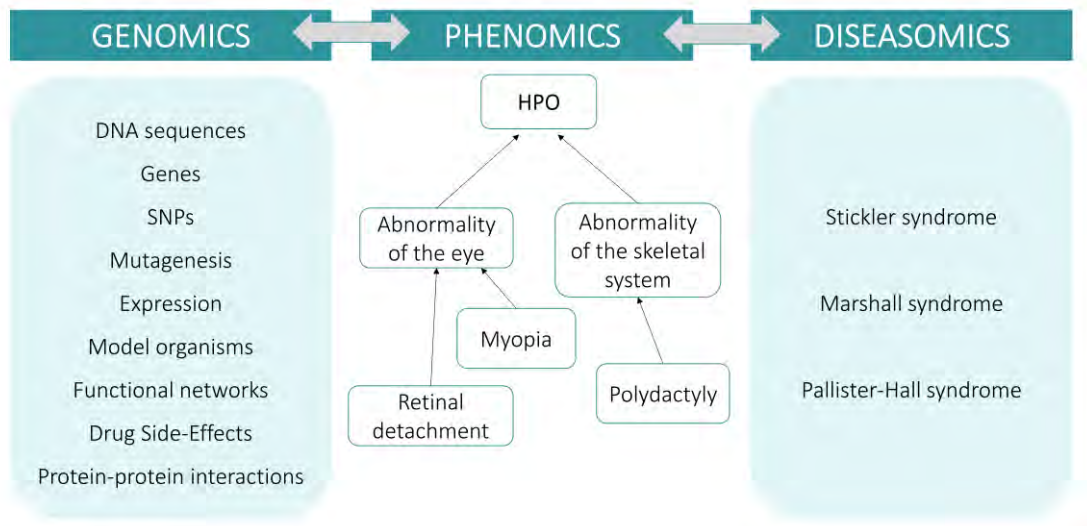 GENOMICS
PHENOMICS
DISEASOMICS
DNA sequences
Genes
SNPs
Mutagenesis
Expression
Model organisms
Functional networks
Drug Side-Effects
Protein-protein interactions
HPO
Abnormality
of the eye
Abnormality
of the skeletal
system
Myopia
Retinal
detachment
Polydactyly
Stickler syndrome
Marshall syndrome
Pallister-Hall syndrome